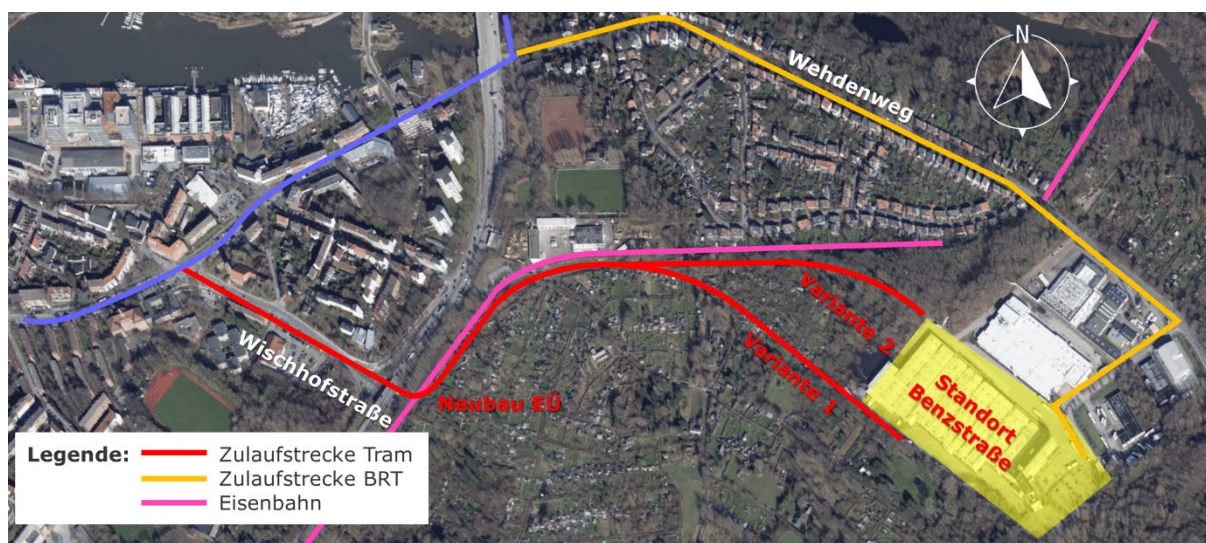 N
Wehdenweg
Variante 2
Variante 1
Wischhofstraße
Neubau EÜ
Standort
Benzstraße
Legende:
Zulaufstrecke Tram
Zulaufstrecke BRT
Eisenbahn